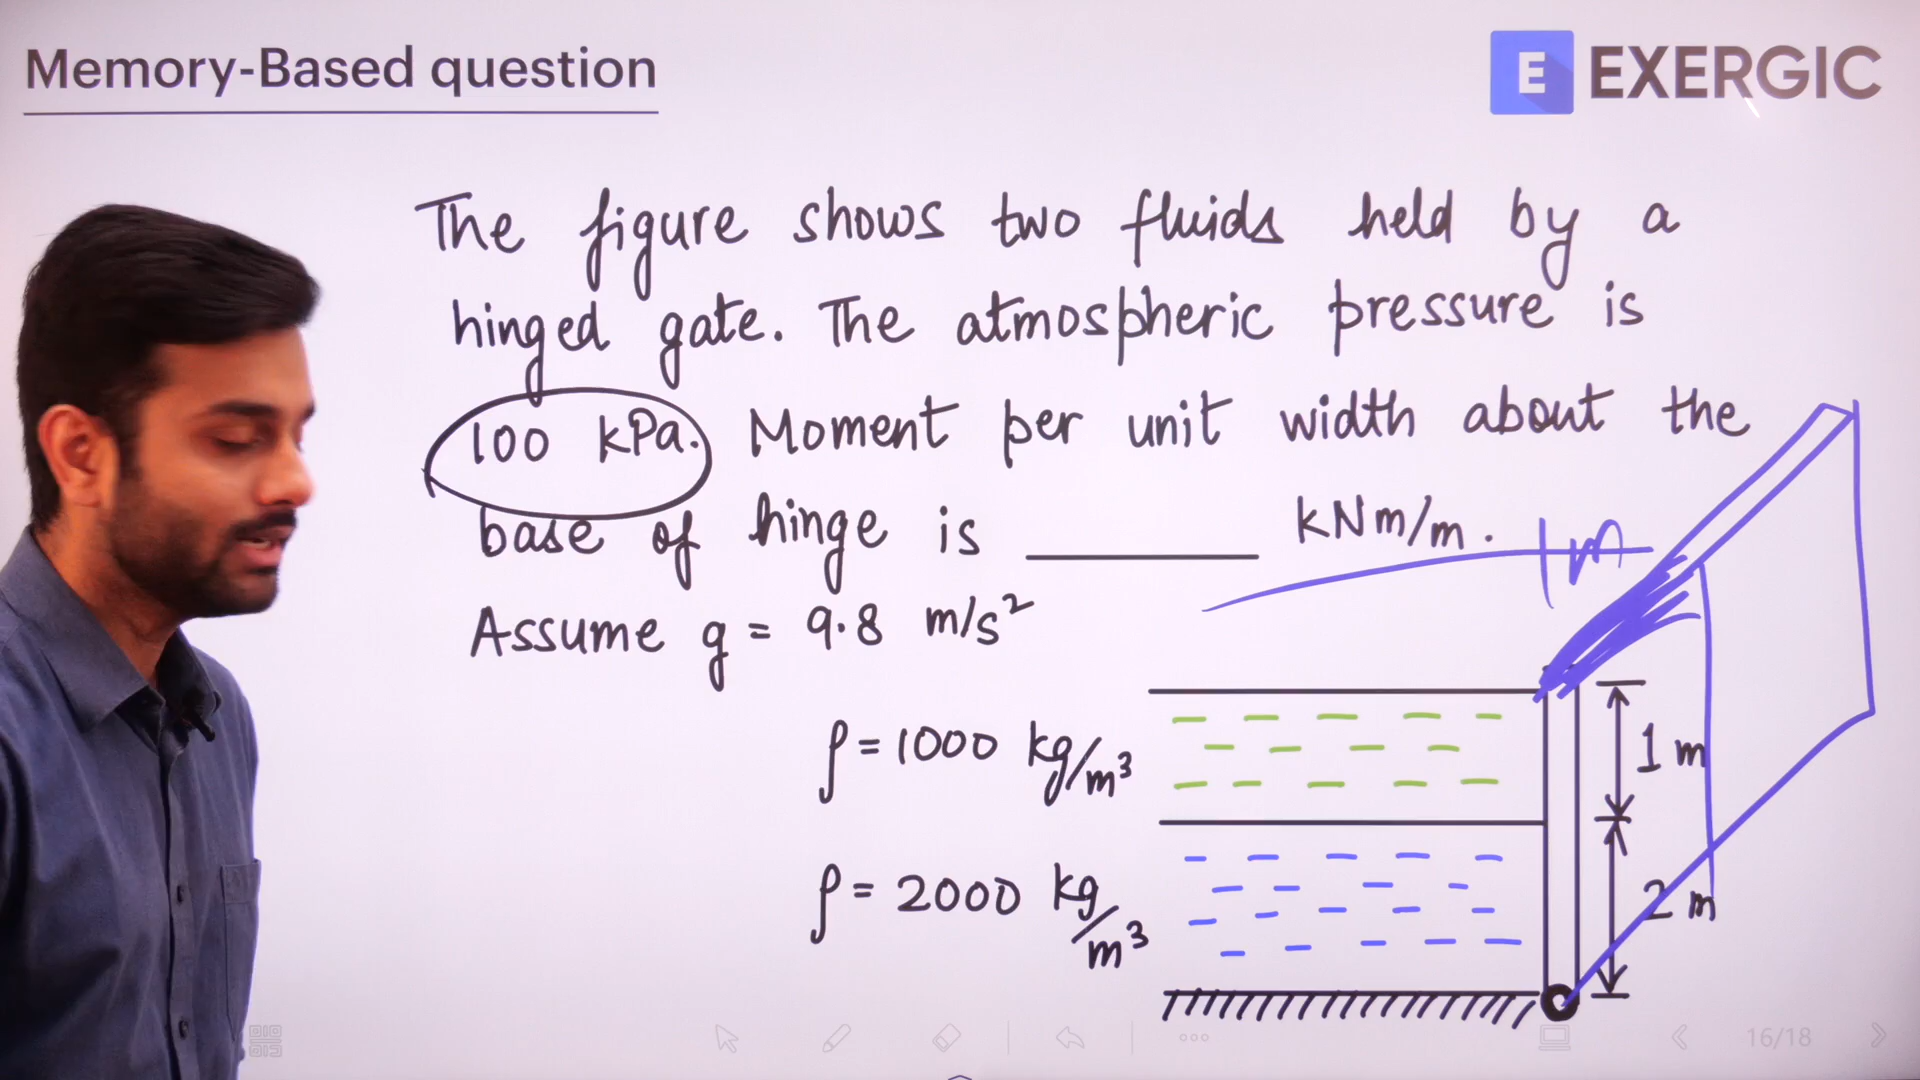 Memory-Based question
E EXERGIC
The figure shows two fluids held by a
hinged gate. The atmospheric pressure is
100 kPa. Moment per unit width about the
base of hinge is ________ kNm/m.
1m
Assume g = 9.8 m/s²
ρ = 1000 kg/m³
1 m
ρ = 2000 kg/m³
2 m
16/18